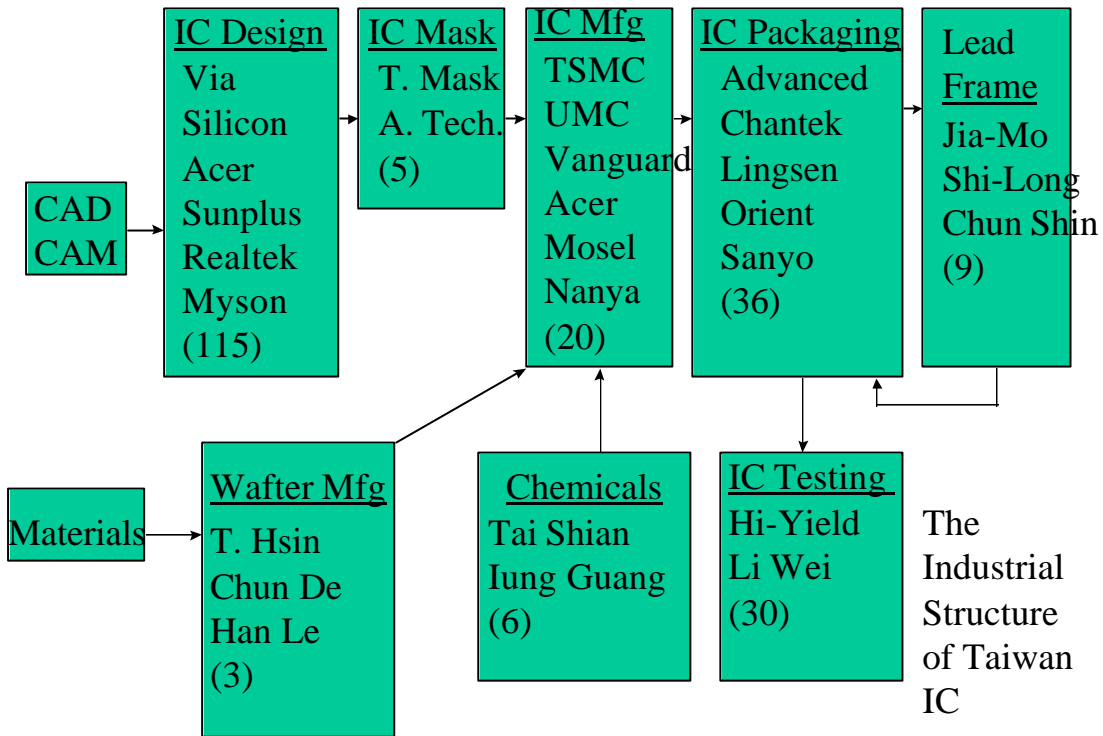 CAD
CAM
IC Design
Via
Silicon
Acer
Sunplus
Realtek
Myson
(115)
IC Mask
T. Mask
A. Tech.
(5)
IC Mfg
TSMC
UMC
Vanguard
Acer
Mosel
Nanya
(20)
IC Packaging
Advanced
Chantek
Lingsen
Orient
Sanyo
(36)
Lead
Frame
Jia-Mo
Shi-Long
Chun Shin
(9)
Materials
Wafter Mfg
T. Hsin
Chun De
Han Le
(3)
Chemicals
Tai Shian
Iung Guang
(6)
IC Testing
Hi-Yield
Li Wei
(30)
The
Industrial
Structure
of Taiwan
IC